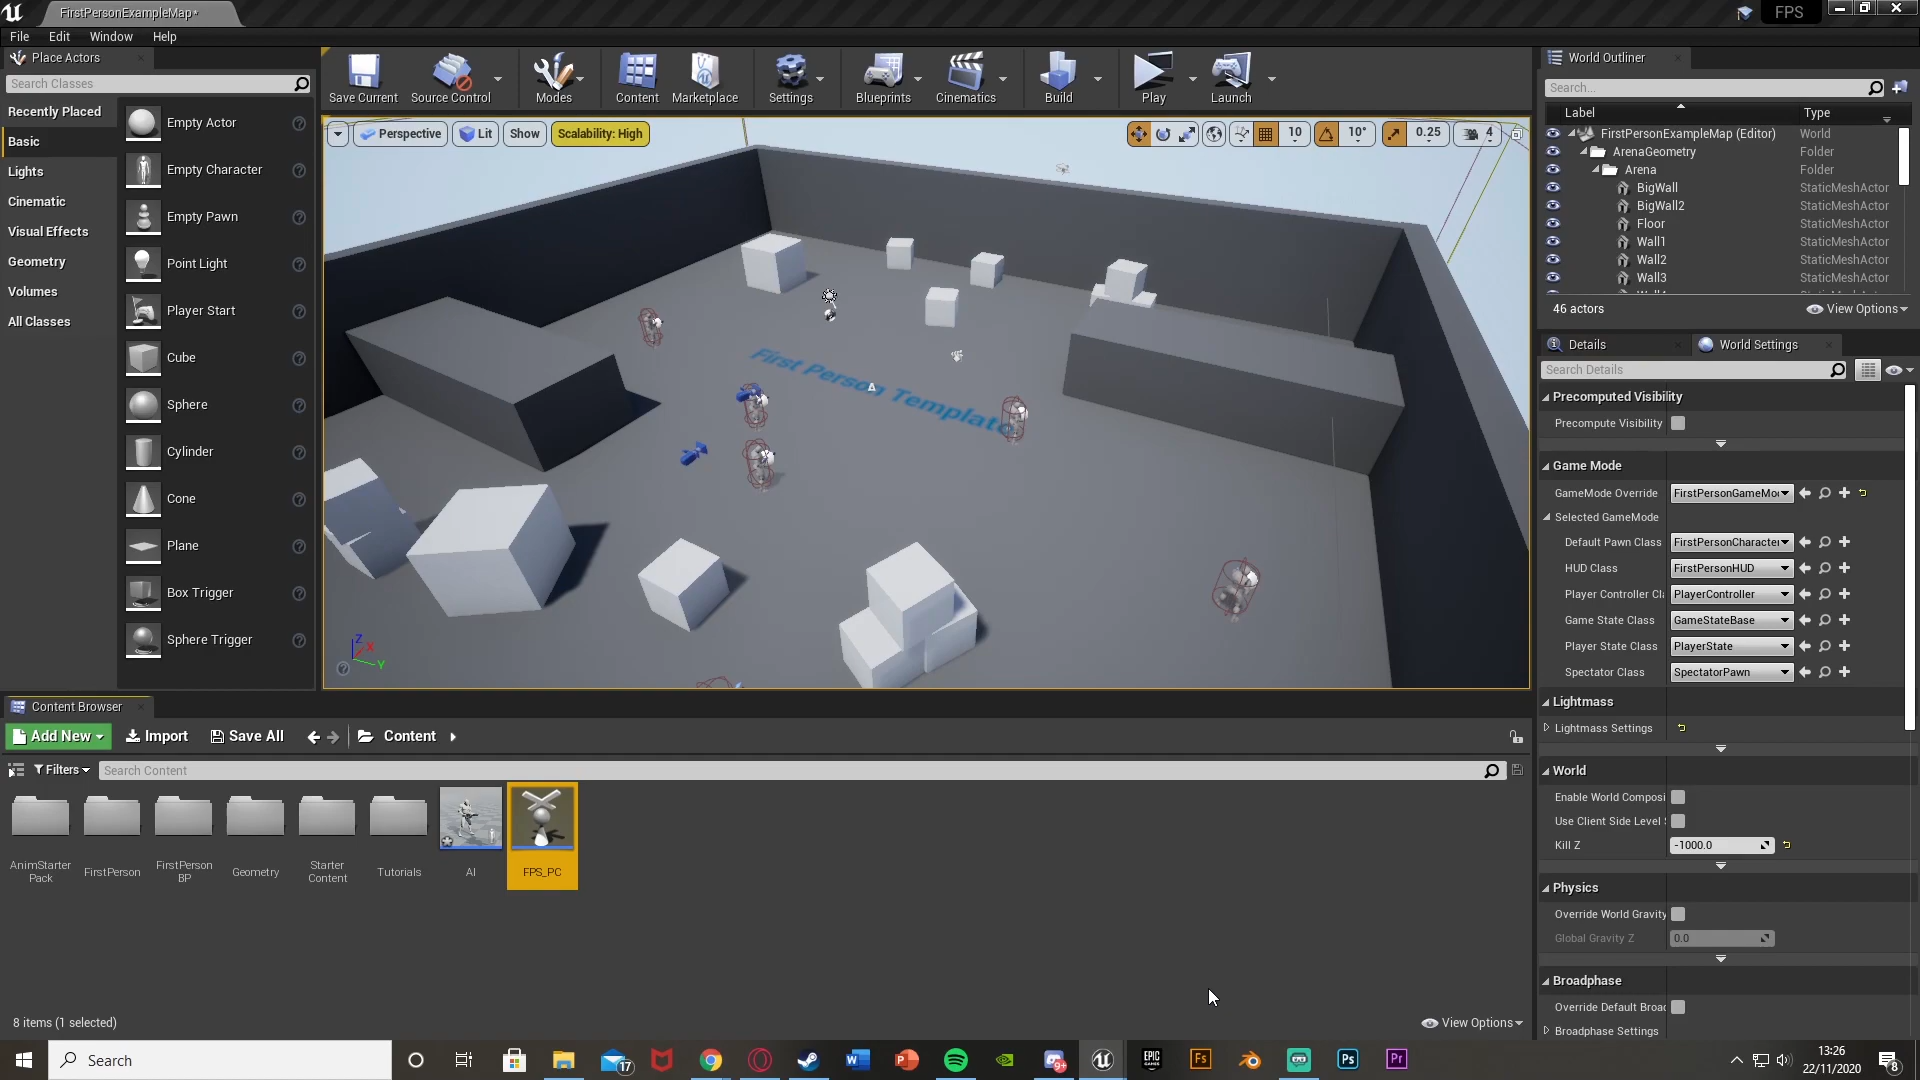 FirstPersonExampleMap*
FPS
File Edit Window Help
Place Actors
Search Classes
Recently Placed
Basic
Lights
Cinematic
Visual Effects
Geometry
Volumes
All Classes
Empty Actor
Empty Character
Empty Pawn
Point Light
Player Start
Cube
Sphere
Cylinder
Cone
Plane
Box Trigger
Sphere Trigger
Save Current Source Control Modes Content Marketplace Settings Blueprints Cinematics Build Play Launch
Perspective Lit Show Scalability: High
10 10° 0.25 4
First Person Template
Z X Y
World Outliner
Search...
Label Type
FirstPersonExampleMap (Editor) World
ArenaGeometry Folder
Arena Folder
BigWall StaticMeshActor
BigWall2 StaticMeshActor
Floor StaticMeshActor
Wall1 StaticMeshActor
Wall2 StaticMeshActor
Wall3 StaticMeshActor
46 actors View Options
Details World Settings
Search Details
Precomputed Visibility
Precompute Visibility
Game Mode
GameMode Override FirstPersonGameMo
Selected GameMode
Default Pawn Class FirstPersonCharacter
HUD Class FirstPersonHUD
Player Controller Cl PlayerController
Game State Class GameStateBase
Player State Class PlayerState
Spectator Class SpectatorPawn
Lightmass
Lightmass Settings
World
Enable World Composi
Use Client Side Level
Kill Z -1000.0
Physics
Override World Gravity
Global Gravity Z 0.0
Broadphase
Override Default Broa
Broadphase Settings
Content Browser
Add New Import Save All Content
Filters Search Content
AnimStarter Pack
FirstPerson
FirstPerson BP
Geometry
Starter Content
Tutorials
AI
FPS_PC
8 items (1 selected) View Options
Search
17
W P 9+ EPIC GAMES Fs Ps Pr
13:26
22/11/2020
8